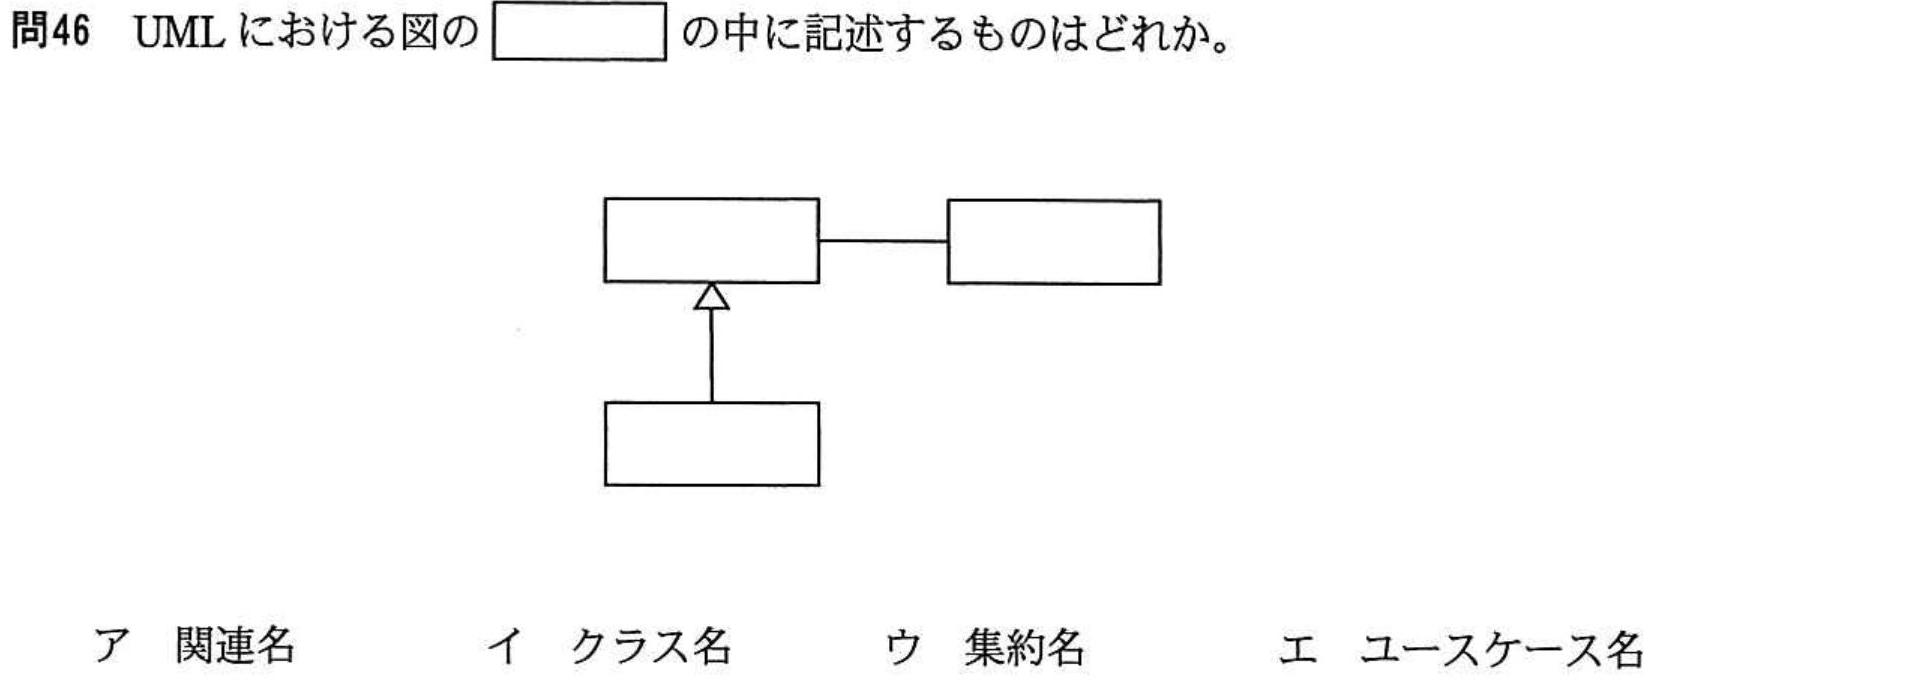 問46 UMLにおける図の の中に記述するものはどれか。
ア 関連名 イ クラス名 ウ 集約名 エ ユースケース名